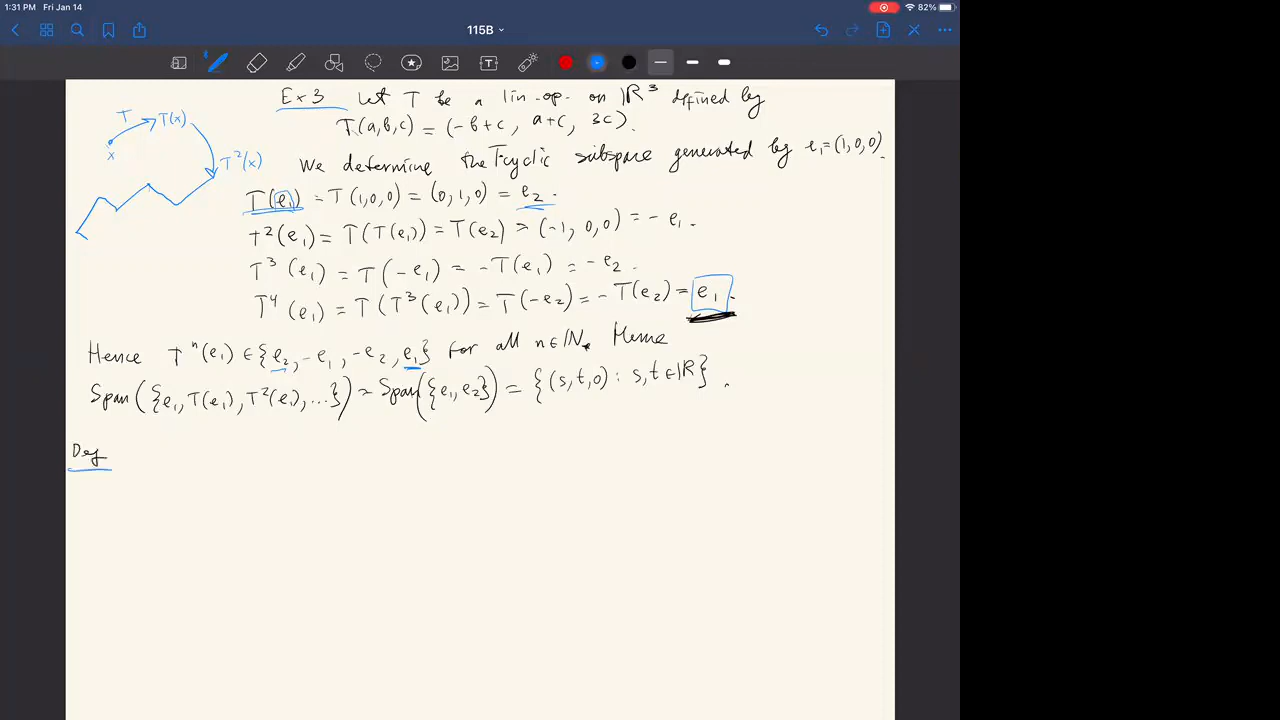 1:31 PM Fri Jan 14
82%
115B
T
Ex 3 Let T be a lin. op. on ℝ³ defined by
T(a,b,c) = (-b+c, a+c, 3c).
x T(x)
T²(x)
We determine the T cyclic subspace generated by e₁=(1,0,0).
T(e₁) = T(1,0,0) = (0,1,0) = e₂.
T²(e₁) = T(T(e₁)) = T(e₂) = (-1, 0,0) = - e₁.
T³(e₁) = T(-e₁) = -T(e₁) = -e₂.
T⁴(e₁) = T(T³(e₁)) = T(-e₂) = -T(e₂) = e₁.
Hence Tⁿ(e₁) ∈ {e₂, -e₁, -e₂, e₁} for all n∈ℕ. Hence
Span({e₁, T(e₁), T²(e₁), ...}) = Span({e₁, e₂}) = {(s,t,0) : s,t ∈ ℝ}.
Def